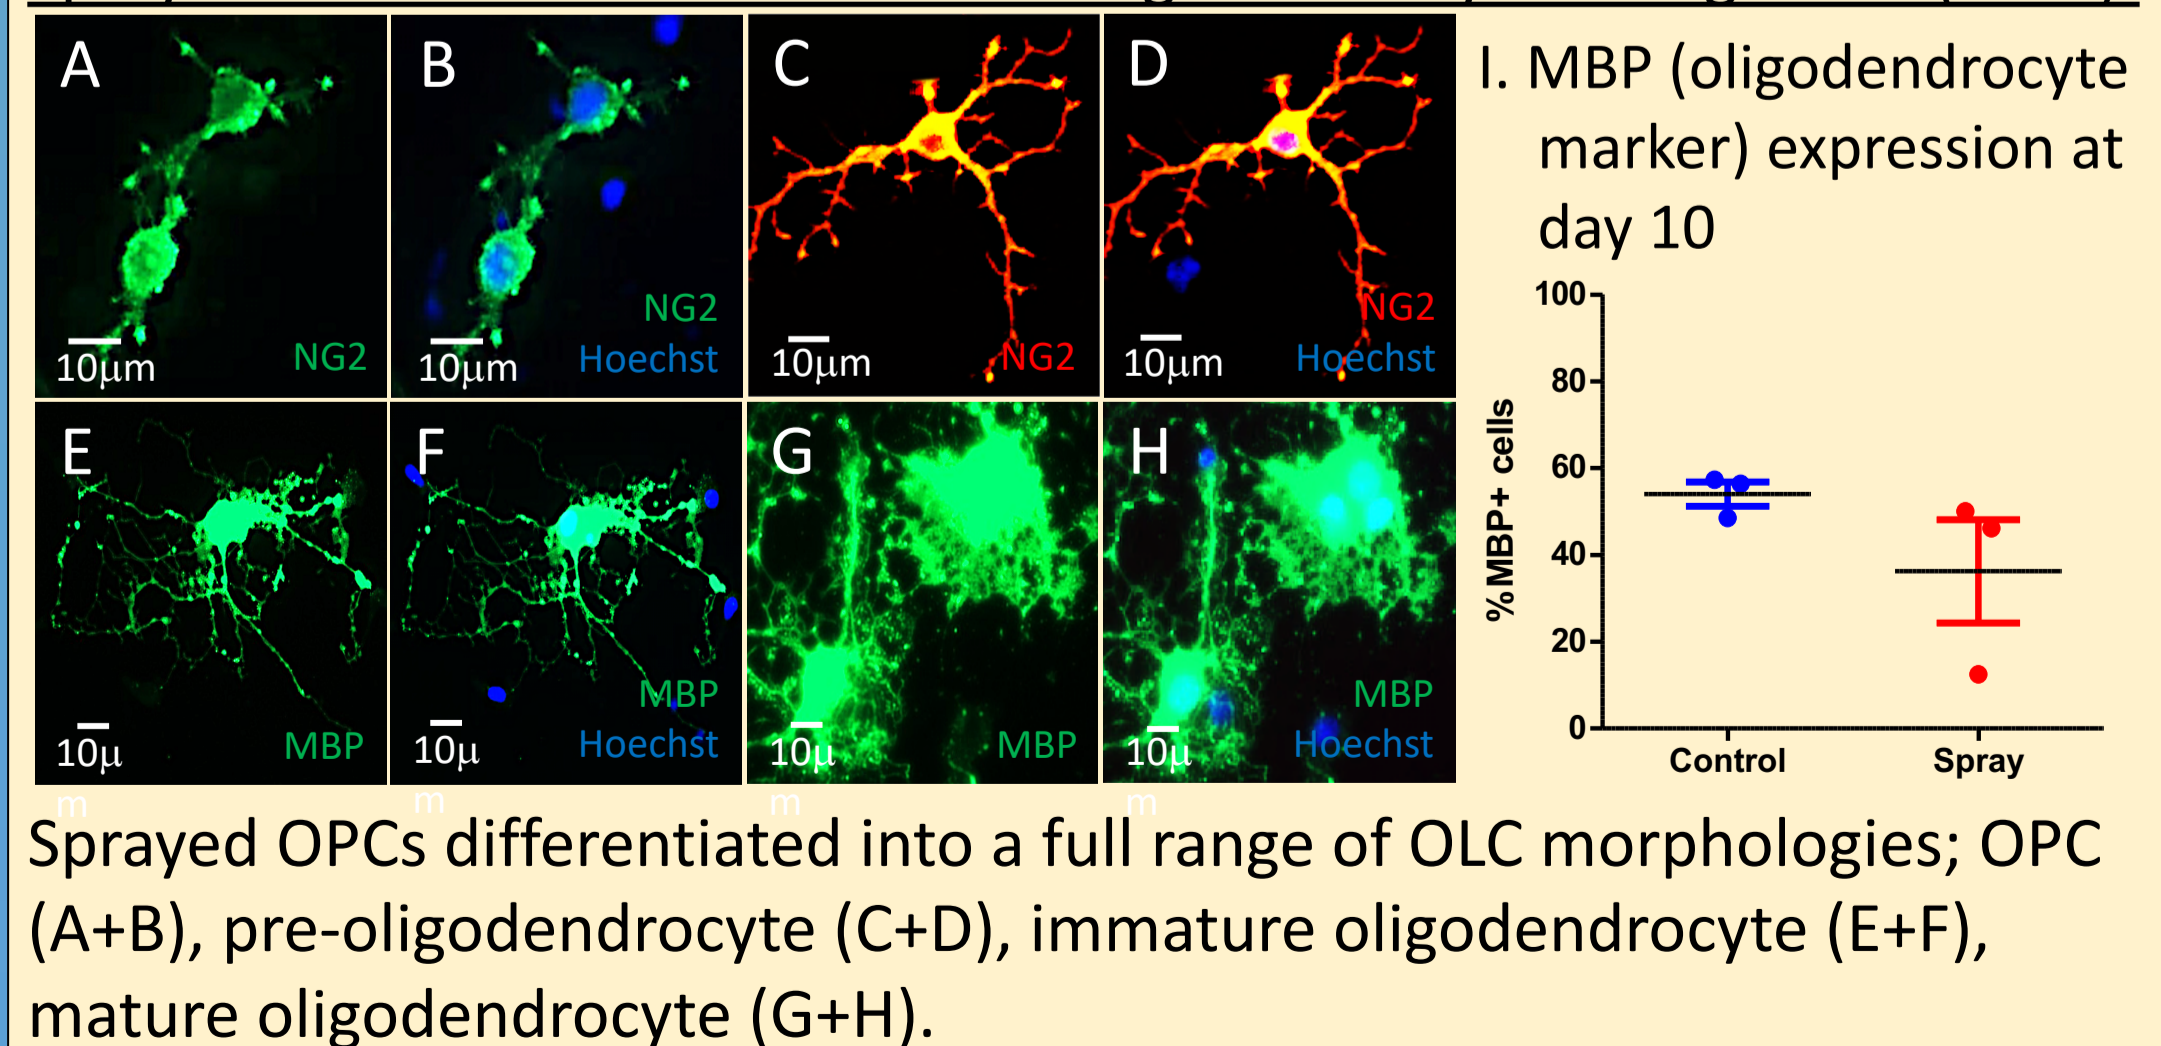 A
NG2
10μm
B
NG2
Hoechst
10μm
C
NG2
10μm
D
NG2
Hoechst
10μm
E
MBP
10μ
m
F
MBP
Hoechst
10μ
m
G
MBP
10μ
m
H
MBP
Hoechst
10μ
m
I. MBP (oligodendrocyte
marker) expression at
day 10
%MBP+ cells
100
80
60
40
20
0
Control
Spray
Sprayed OPCs differentiated into a full range of OLC morphologies; OPC
(A+B), pre-oligodendrocyte (C+D), immature oligodendrocyte (E+F),
mature oligodendrocyte (G+H).